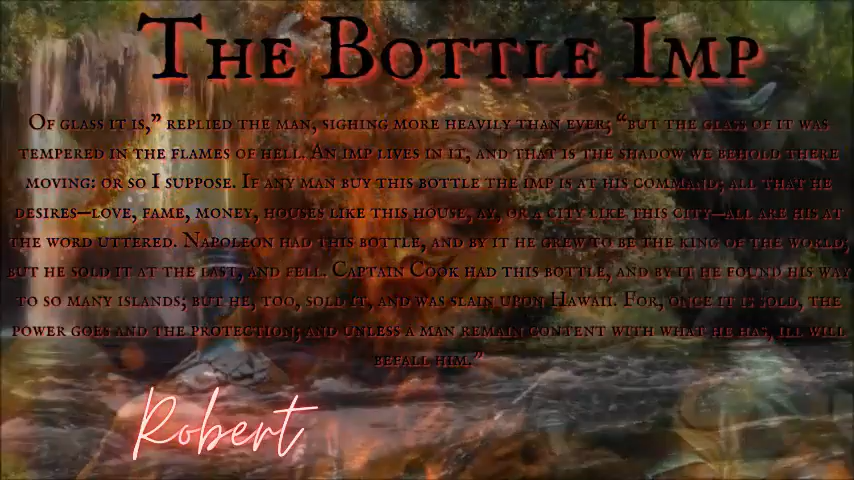 The Bottle Imp
Of glass it is,” replied the man, sighing more heavily than ever; “but the glass of it was
tempered in the flames of hell. An imp lives in it, and that is the shadow we behold there
moving: or so I suppose. If any man buy this bottle the imp is at his command; all that he
desires—love, fame, money, houses like this house, ay, or a city like this city—all are his at
the word uttered. Napoleon had this bottle, and by it he grew to be the king of the world;
but he sold it at the last, and fell. Captain Cook had this bottle, and by it he found his way
to so many islands; but he, too, sold it, and was slain upon Hawaii. For, once it is sold, the
power goes and the protection; and unless a man remain content with what he has, ill will
befall him.”
Robert